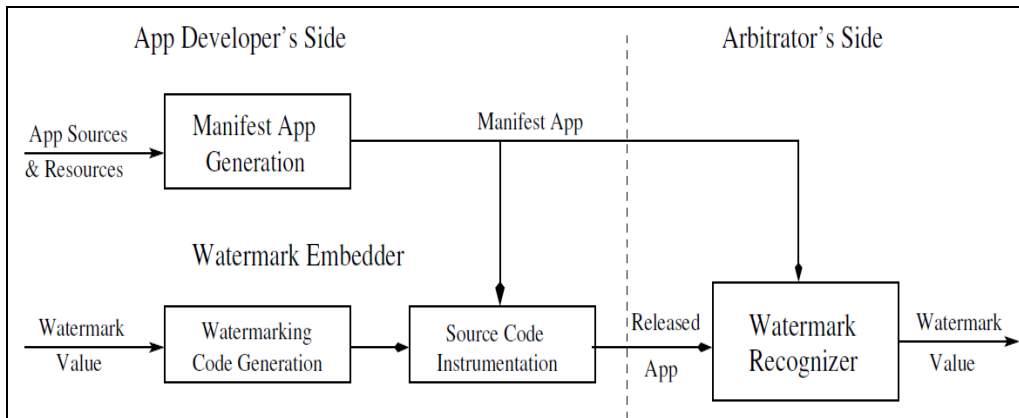 App Developer's Side
Arbitrator's Side
App Sources
& Resources
Manifest App
Generation
Manifest App
Watermark Embedder
Watermark
Value
Watermarking
Code Generation
Source Code
Instrumentation
Released
App
Watermark
Recognizer
Watermark
Value